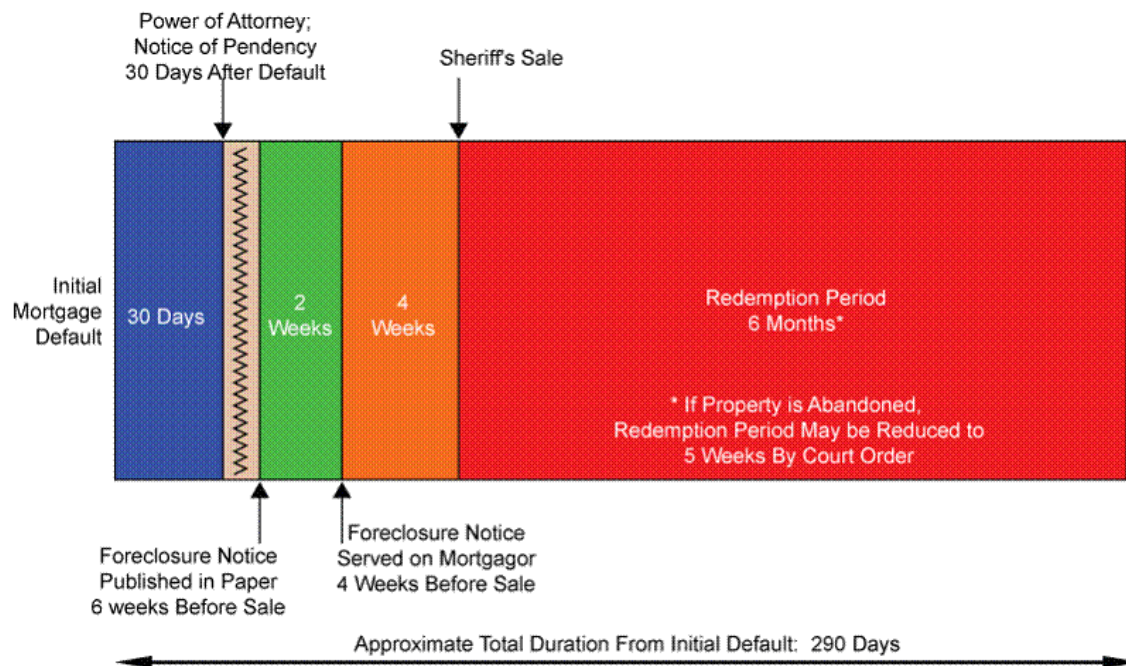 Power of Attorney;
Notice of Pendency
30 Days After Default
Sheriff's Sale
Initial
Mortgage
Default
30 Days
2
Weeks
4
Weeks
Redemption Period
6 Months*
* If Property is Abandoned,
Redemption Period May be Reduced to
5 Weeks By Court Order
Foreclosure Notice
Published in Paper
6 weeks Before Sale
Foreclosure Notice
Served on Mortgagor
4 Weeks Before Sale
Approximate Total Duration From Initial Default: 290 Days